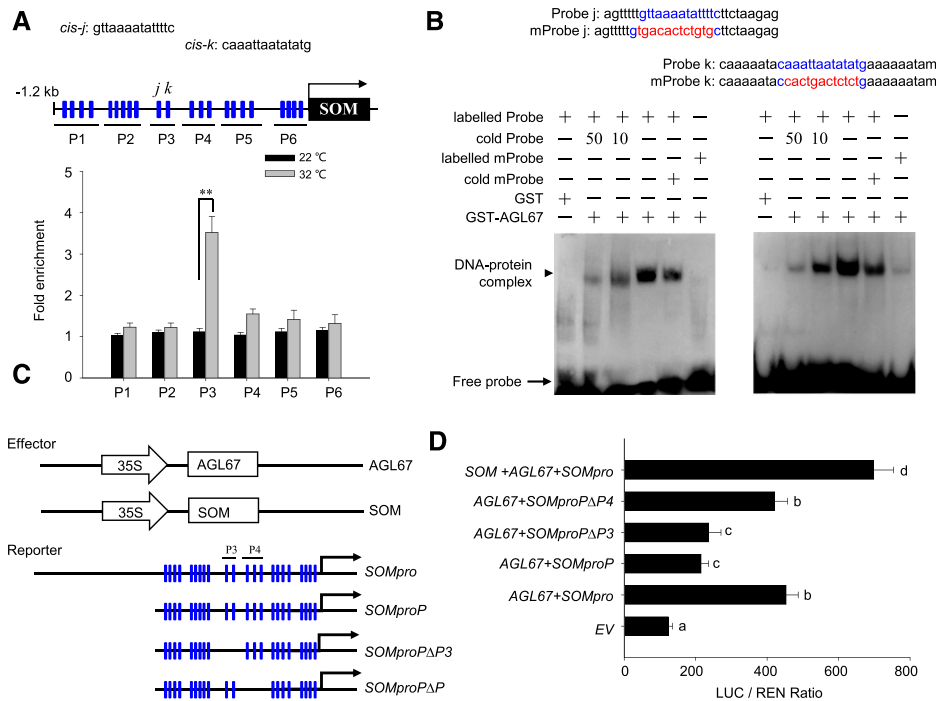 A
cis-j: gttaaaatattttc
cis-k: caaattaatatatg
-1.2 kb
j k
SOM
P1 P2 P3 P4 P5 P6
22 ℃
32 ℃
**
Fold enrichment
5
4
3
2
1
0
P1 P2 P3 P4 P5 P6
B
Probe j: agtttttgttaaaatattttcttctaagag
mProbe j: agtttttgtgacactctgtgcttctaagag
Probe k: caaaaatacaaattaatatatgaaaaaatam
mProbe k: caaaaataccactgactctctgaaaaaatam
labelled Probe + + + + + − + + + + + −
cold Probe − 50 10 − − − − 50 10 − − −
labelled mProbe − − − − − + − − − − − +
cold mProbe − − − − + − − − − − + −
GST + − − − − − + − − − − −
GST-AGL67 − + + + + + − + + + + +
DNA-protein
complex
Free probe
C
Effector
35S AGL67 AGL67
35S SOM SOM
Reporter
P3 P4
SOMpro
SOMproP
SOMproPΔP3
SOMproPΔP
D
SOM +AGL67+SOMpro d
AGL67+SOMproPΔP4 b
AGL67+SOMproPΔP3 c
AGL67+SOMproP c
AGL67+SOMpro b
EV a
0 200 400 600 800
LUC / REN Ratio